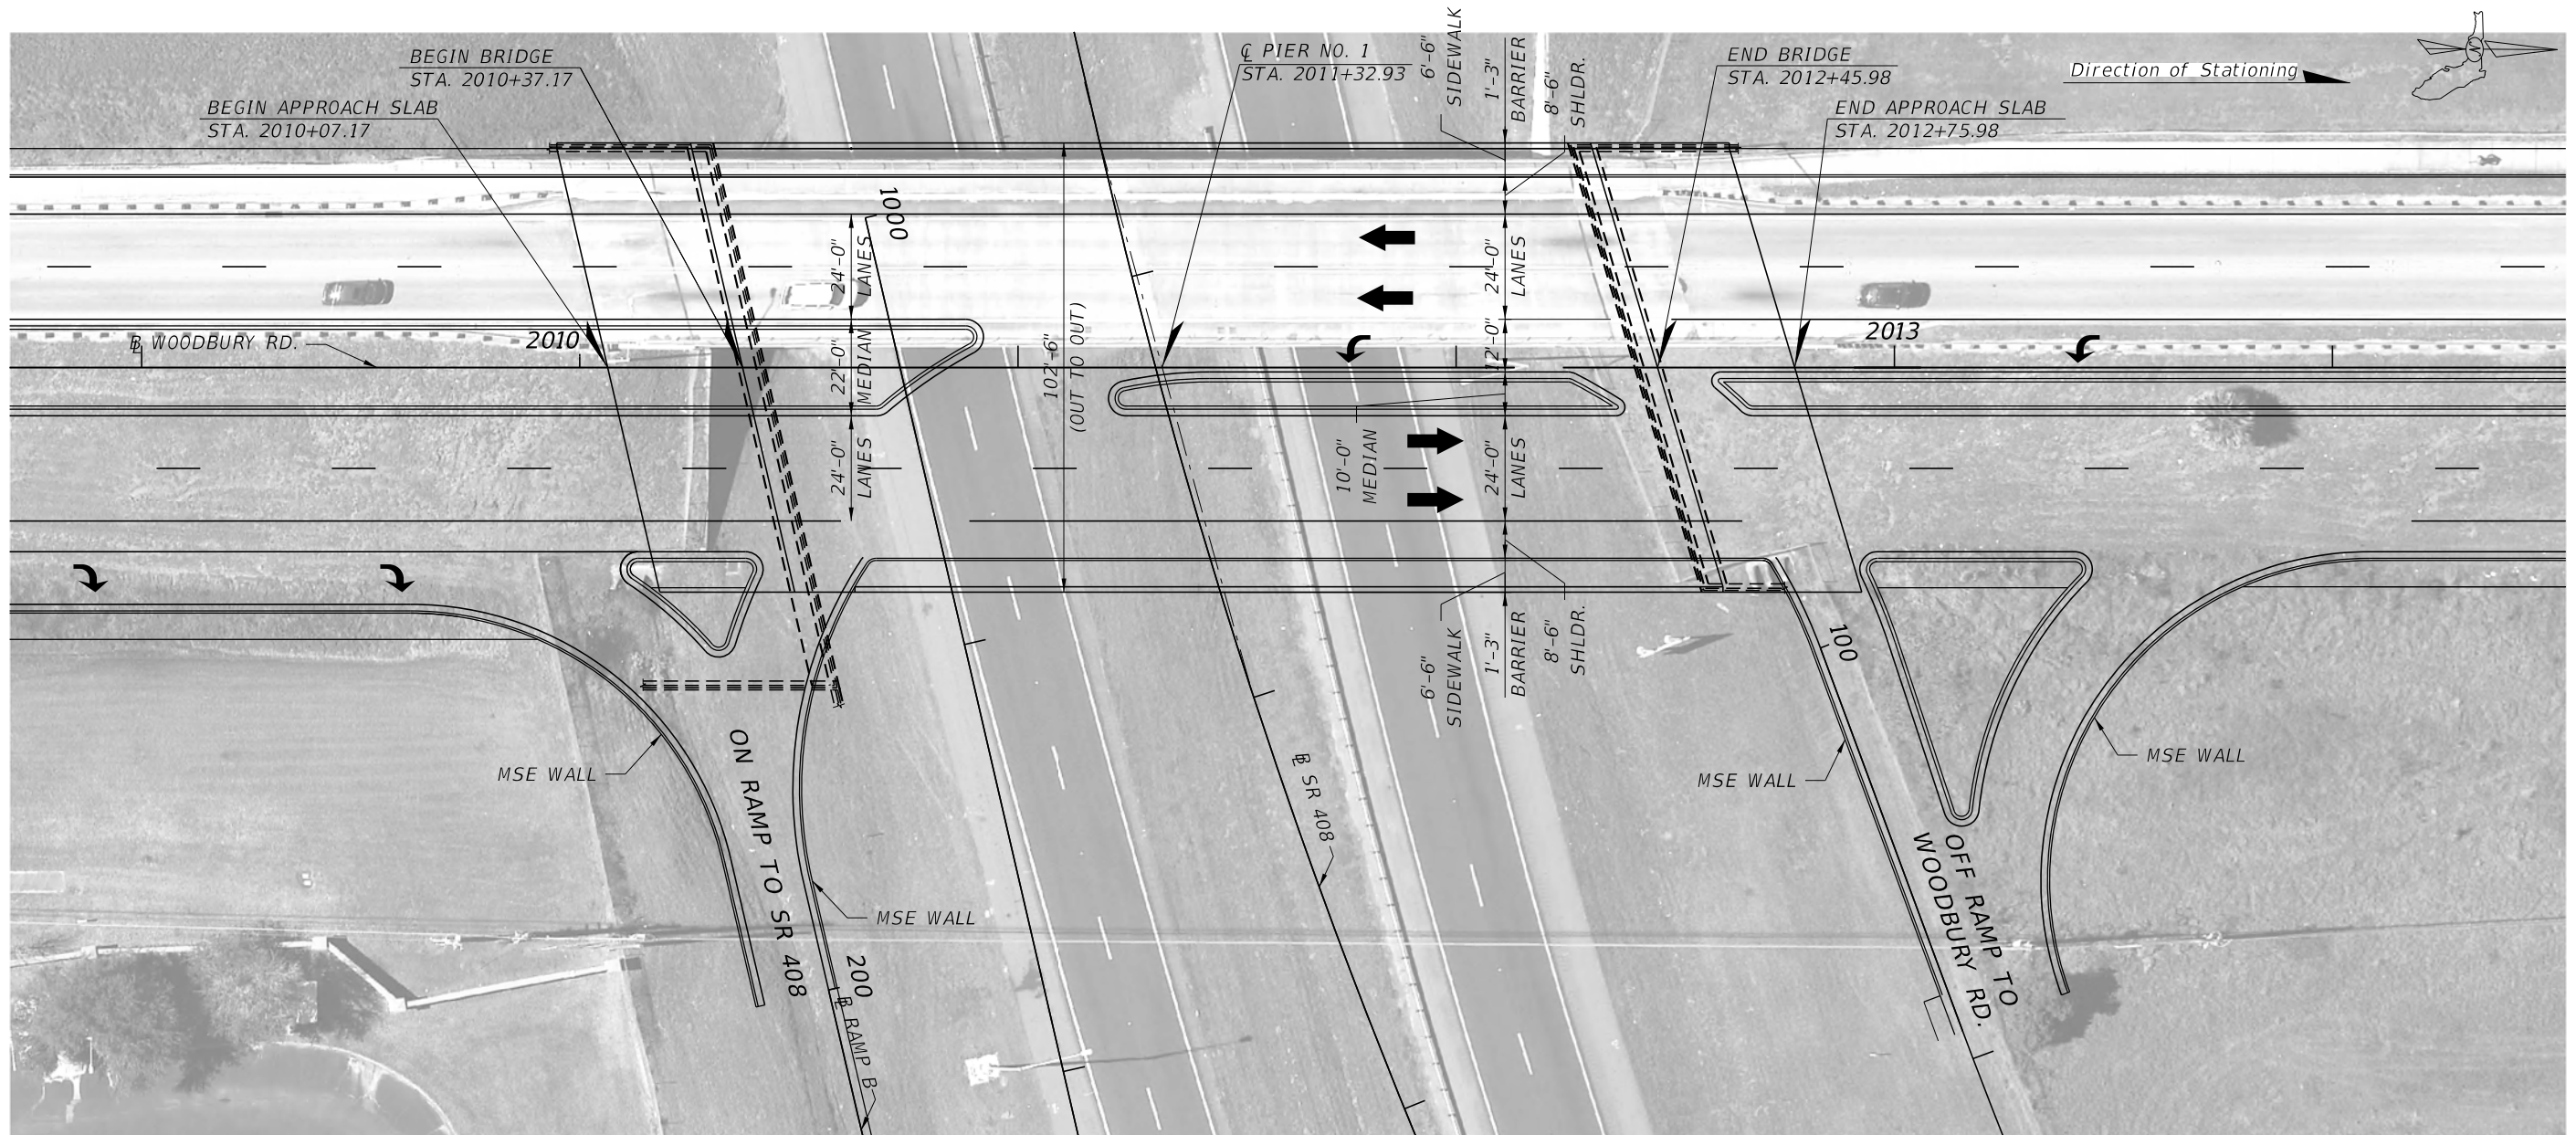 BEGIN BRIDGE
STA. 2010+37.17
BEGIN APPROACH SLAB
STA. 2010+07.17
℄ PIER NO. 1
STA. 2011+32.93
6'-6"
SIDEWALK
1'-3"
BARRIER
8'-6"
SHLDR.
END BRIDGE
STA. 2012+45.98
END APPROACH SLAB
STA. 2012+75.98
Direction of Stationing
N
1000
24'-0"
LANES
24'-0"
LANES
2010
2013
BL WOODBURY RD.
22'-0"
MEDIAN
102'-6"
(OUT TO OUT)
12'-0"
10'-0"
MEDIAN
24'-0"
LANES
24'-0"
LANES
6'-6"
SIDEWALK
1'-3"
BARRIER
8'-6"
SHLDR.
100
MSE WALL
ON RAMP TO SR 408
BL SR 408
MSE WALL
MSE WALL
MSE WALL
OFF RAMP TO
WOODBURY RD.
200
BL RAMP B